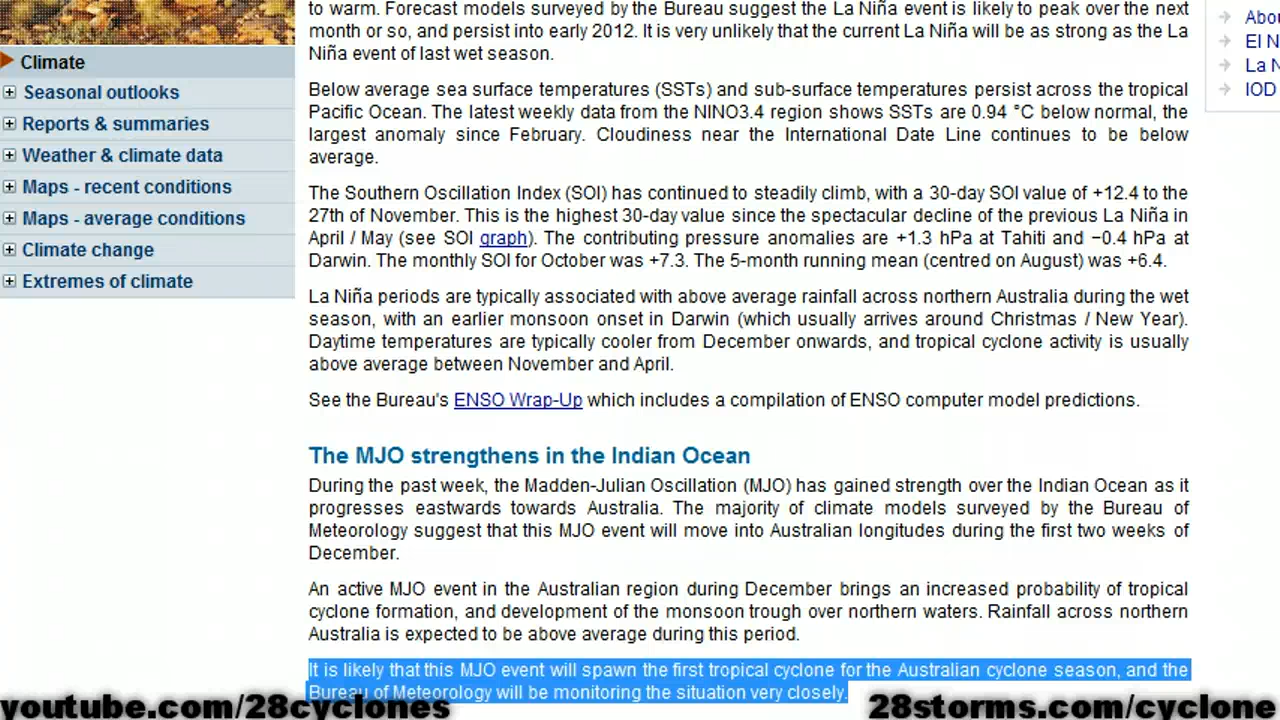 to warm. Forecast models surveyed by the Bureau suggest the La Niña event is likely to peak over the next
month or so, and persist into early 2012. It is very unlikely that the current La Niña will be as strong as the La
Niña event of last wet season.
Climate
Seasonal outlooks
Reports & summaries
Weather & climate data
Maps - recent conditions
Maps - average conditions
Climate change
Extremes of climate
Below average sea surface temperatures (SSTs) and sub-surface temperatures persist across the tropical
Pacific Ocean. The latest weekly data from the NINO3.4 region shows SSTs are 0.94 °C below normal, the
largest anomaly since February. Cloudiness near the International Date Line continues to be below
average.
The Southern Oscillation Index (SOI) has continued to steadily climb, with a 30-day SOI value of +12.4 to the
27th of November. This is the highest 30-day value since the spectacular decline of the previous La Niña in
April / May (see SOI graph). The contributing pressure anomalies are +1.3 hPa at Tahiti and −0.4 hPa at
Darwin. The monthly SOI for October was +7.3. The 5-month running mean (centred on August) was +6.4.
La Niña periods are typically associated with above average rainfall across northern Australia during the wet
season, with an earlier monsoon onset in Darwin (which usually arrives around Christmas / New Year).
Daytime temperatures are typically cooler from December onwards, and tropical cyclone activity is usually
above average between November and April.
See the Bureau's ENSO Wrap-Up which includes a compilation of ENSO computer model predictions.
The MJO strengthens in the Indian Ocean
During the past week, the Madden-Julian Oscillation (MJO) has gained strength over the Indian Ocean as it
progresses eastwards towards Australia. The majority of climate models surveyed by the Bureau of
Meteorology suggest that this MJO event will move into Australian longitudes during the first two weeks of
December.
An active MJO event in the Australian region during December brings an increased probability of tropical
cyclone formation, and development of the monsoon trough over northern waters. Rainfall across northern
Australia is expected to be above average during this period.
It is likely that this MJO event will spawn the first tropical cyclone for the Australian cyclone season, and the
Bureau of Meteorology will be monitoring the situation very closely.
Abo
El N
La N
IOD
youtube.com/28cyclones
28storms.com/cyclone